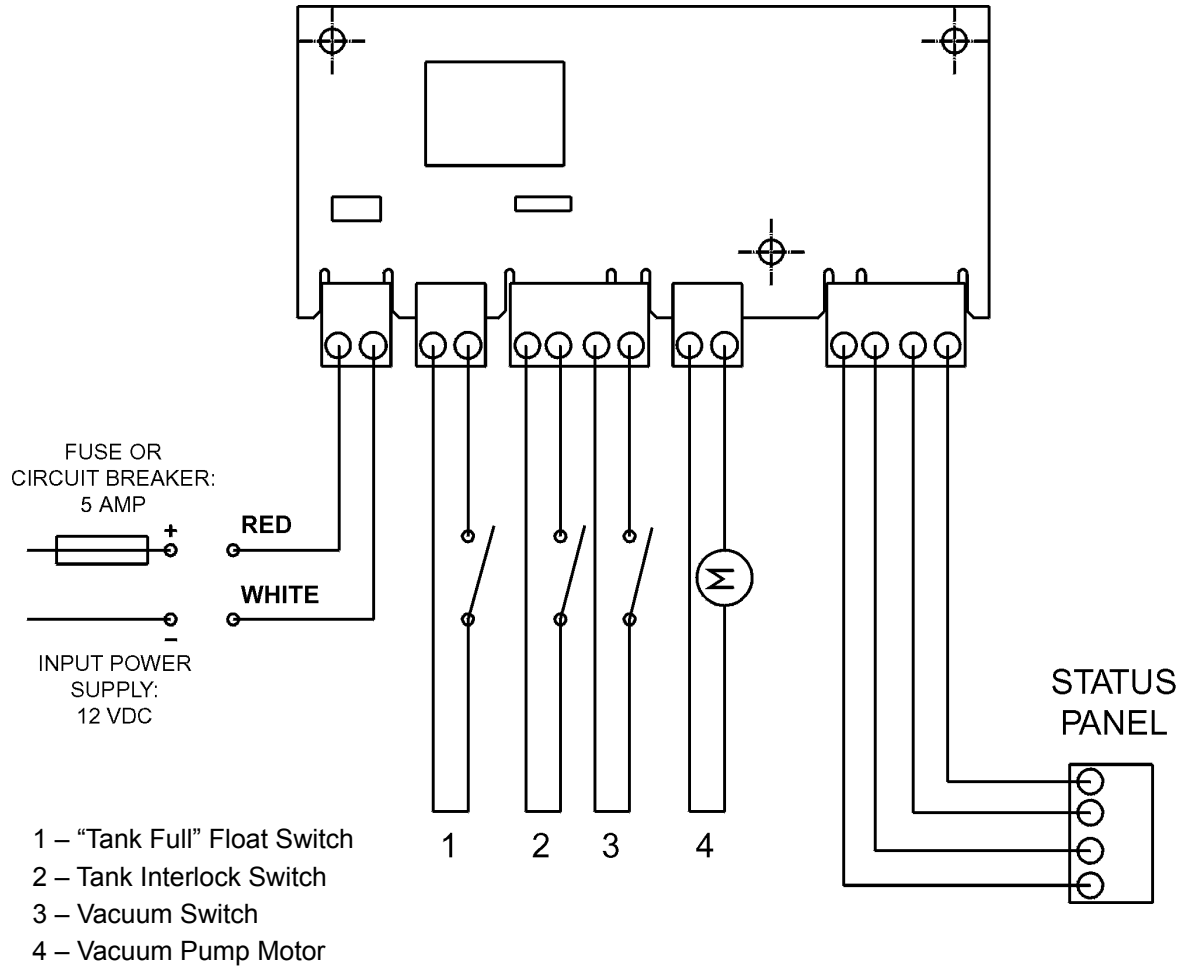 FUSE OR
CIRCUIT BREAKER:
5 AMP
+
RED
WHITE
–
INPUT POWER
SUPPLY:
12 VDC
M
STATUS
PANEL
1
2
3
4
1 – “Tank Full” Float Switch
2 – Tank Interlock Switch
3 – Vacuum Switch
4 – Vacuum Pump Motor